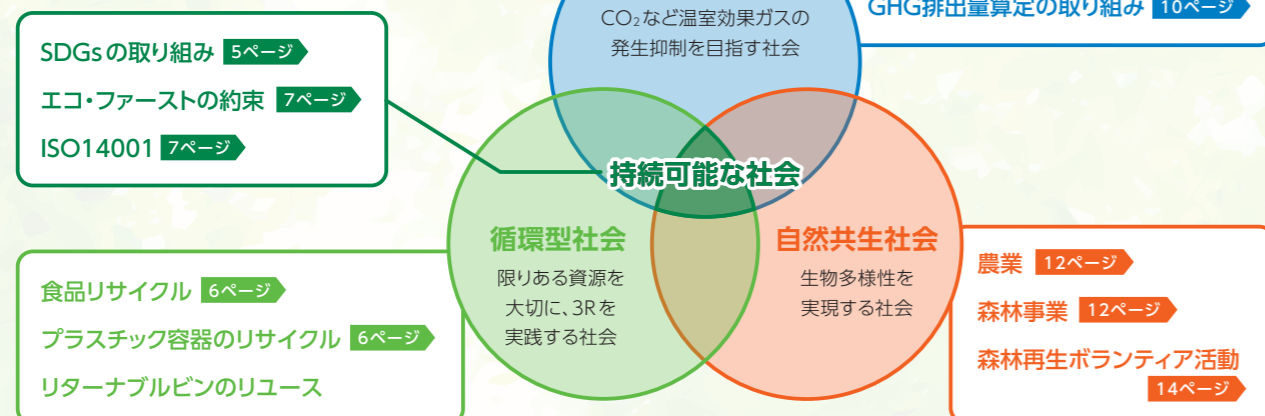 CO₂など温室効果ガスの
発生抑制を目指す社会
GHG排出量算定の取り組み 10ページ
SDGsの取り組み 5ページ
エコ・ファーストの約束 7ページ
ISO14001 7ページ
持続可能な社会
循環型社会
限りある資源を
大切に、3Rを
実践する社会
自然共生社会
生物多様性を
実現する社会
食品リサイクル 6ページ
プラスチック容器のリサイクル 6ページ
リターナブルビンのリユース
農業 12ページ
森林事業 12ページ
森林再生ボランティア活動
14ページ